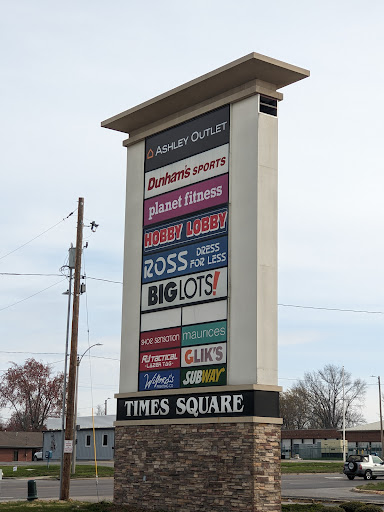 ASHLEY OUTLET
DUNHAM'S SPORTS
planet fitness
HOBBY LOBBY
ROSS DRESS
FOR LESS
BIG LOTS!
SHOE SENSATION
maurices
TACTICAL
GLIK'S
-LAZER TAG-
SUBWAY
TIMES SQUARE